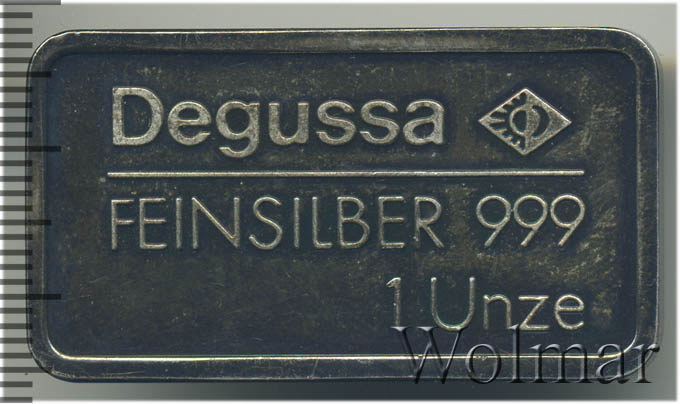 Degussa
FEINSILBER 999
1 Unze
Wolmar